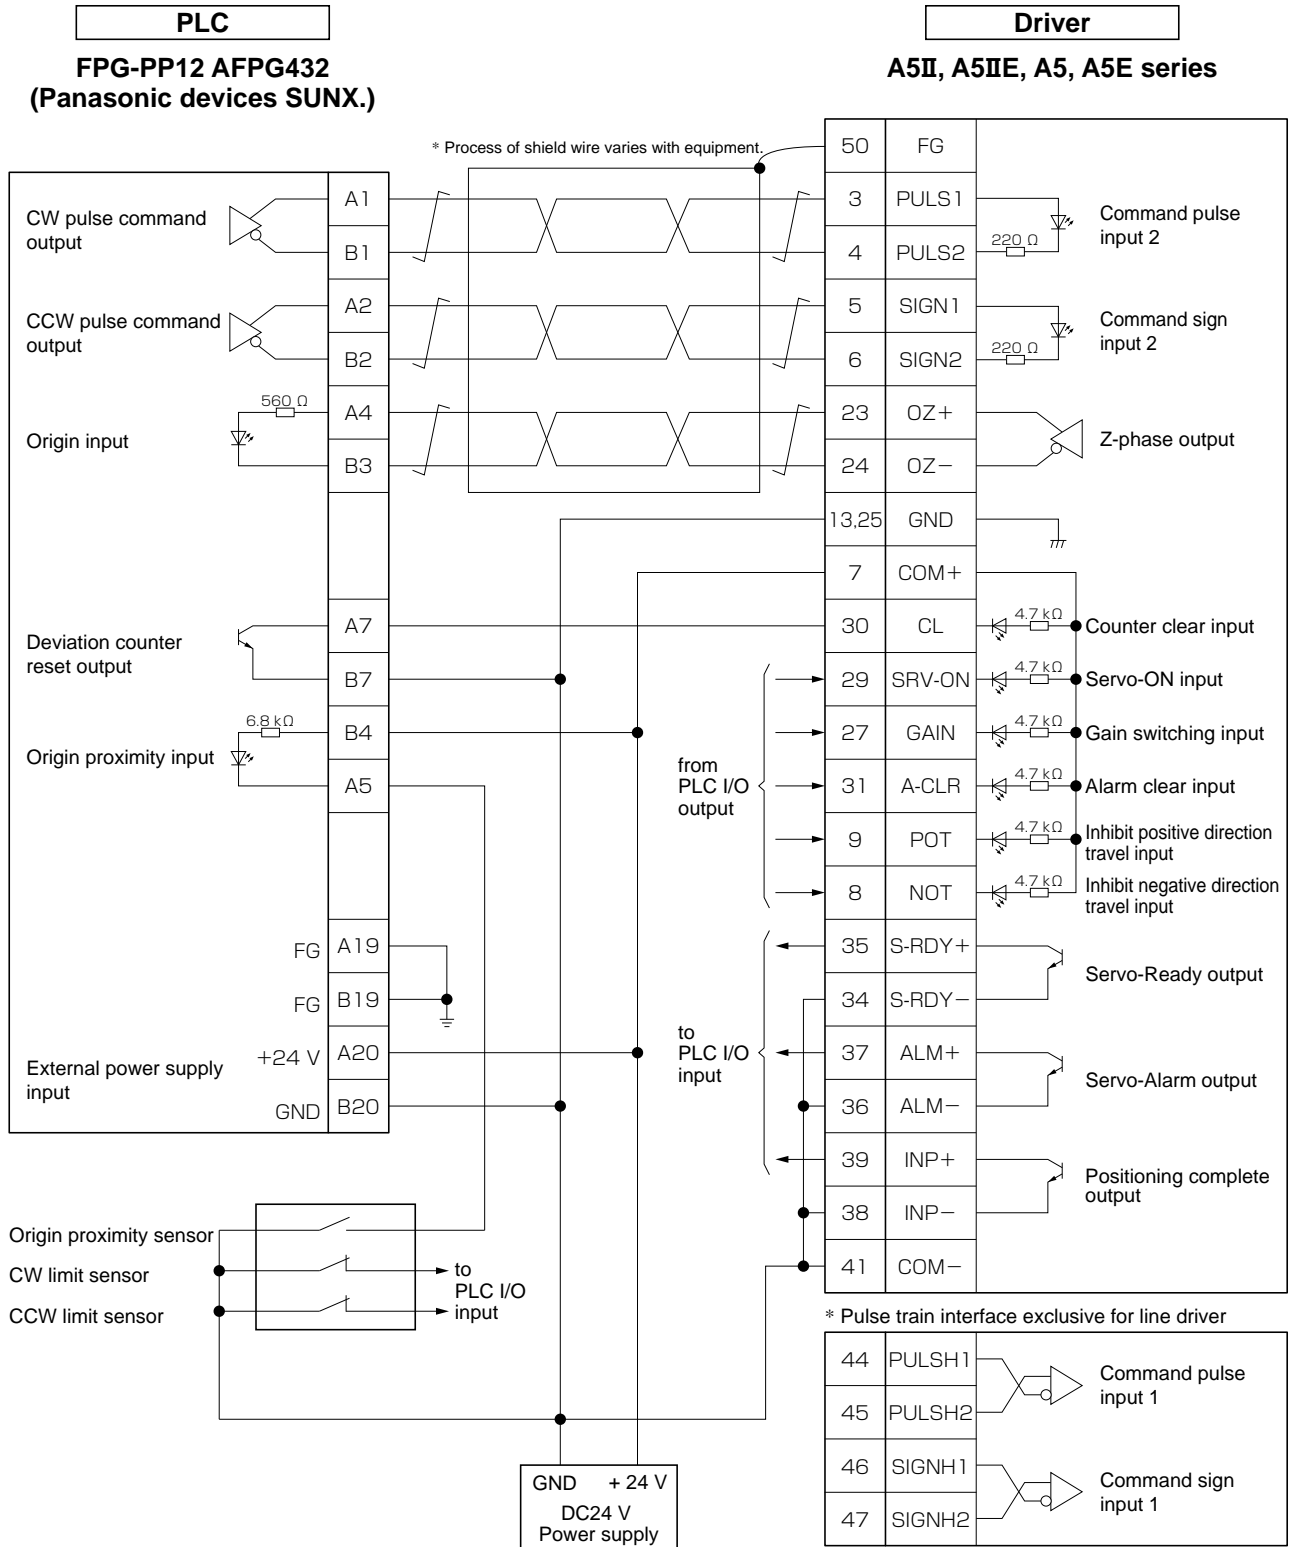 PLC
Driver
FPG-PP12 AFPG432
(Panasonic devices SUNX.)
A5II, A5IIE, A5, A5E series
* Process of shield wire varies with equipment.
50 FG
CW pulse command
output
A1
B1
3 PULS1
4 PULS2
220 Ω
Command pulse
input 2
CCW pulse command
output
A2
B2
5 SIGN1
6 SIGN2
220 Ω
Command sign
input 2
Origin input
560 Ω
A4
B3
23 OZ+
24 OZ−
Z-phase output
13,25 GND
7 COM+
Deviation counter
reset output
A7
B7
30 CL 4.7 kΩ Counter clear input
29 SRV-ON 4.7 kΩ Servo-ON input
Origin proximity input
6.8 kΩ
B4
A5
from
PLC I/O
output
27 GAIN 4.7 kΩ Gain switching input
31 A-CLR 4.7 kΩ Alarm clear input
9 POT 4.7 kΩ Inhibit positive direction
travel input
8 NOT 4.7 kΩ Inhibit negative direction
travel input
FG A19
FG B19
External power supply
input
+24 V A20
GND B20
to
PLC I/O
input
35 S-RDY+
34 S-RDY−
Servo-Ready output
37 ALM+
36 ALM−
Servo-Alarm output
39 INP+
38 INP−
Positioning complete
output
41 COM−
Origin proximity sensor
CW limit sensor
CCW limit sensor
to
PLC I/O
input
* Pulse train interface exclusive for line driver
44 PULSH1
45 PULSH2
Command pulse
input 1
46 SIGNH1
47 SIGNH2
Command sign
input 1
GND + 24 V
DC24 V
Power supply